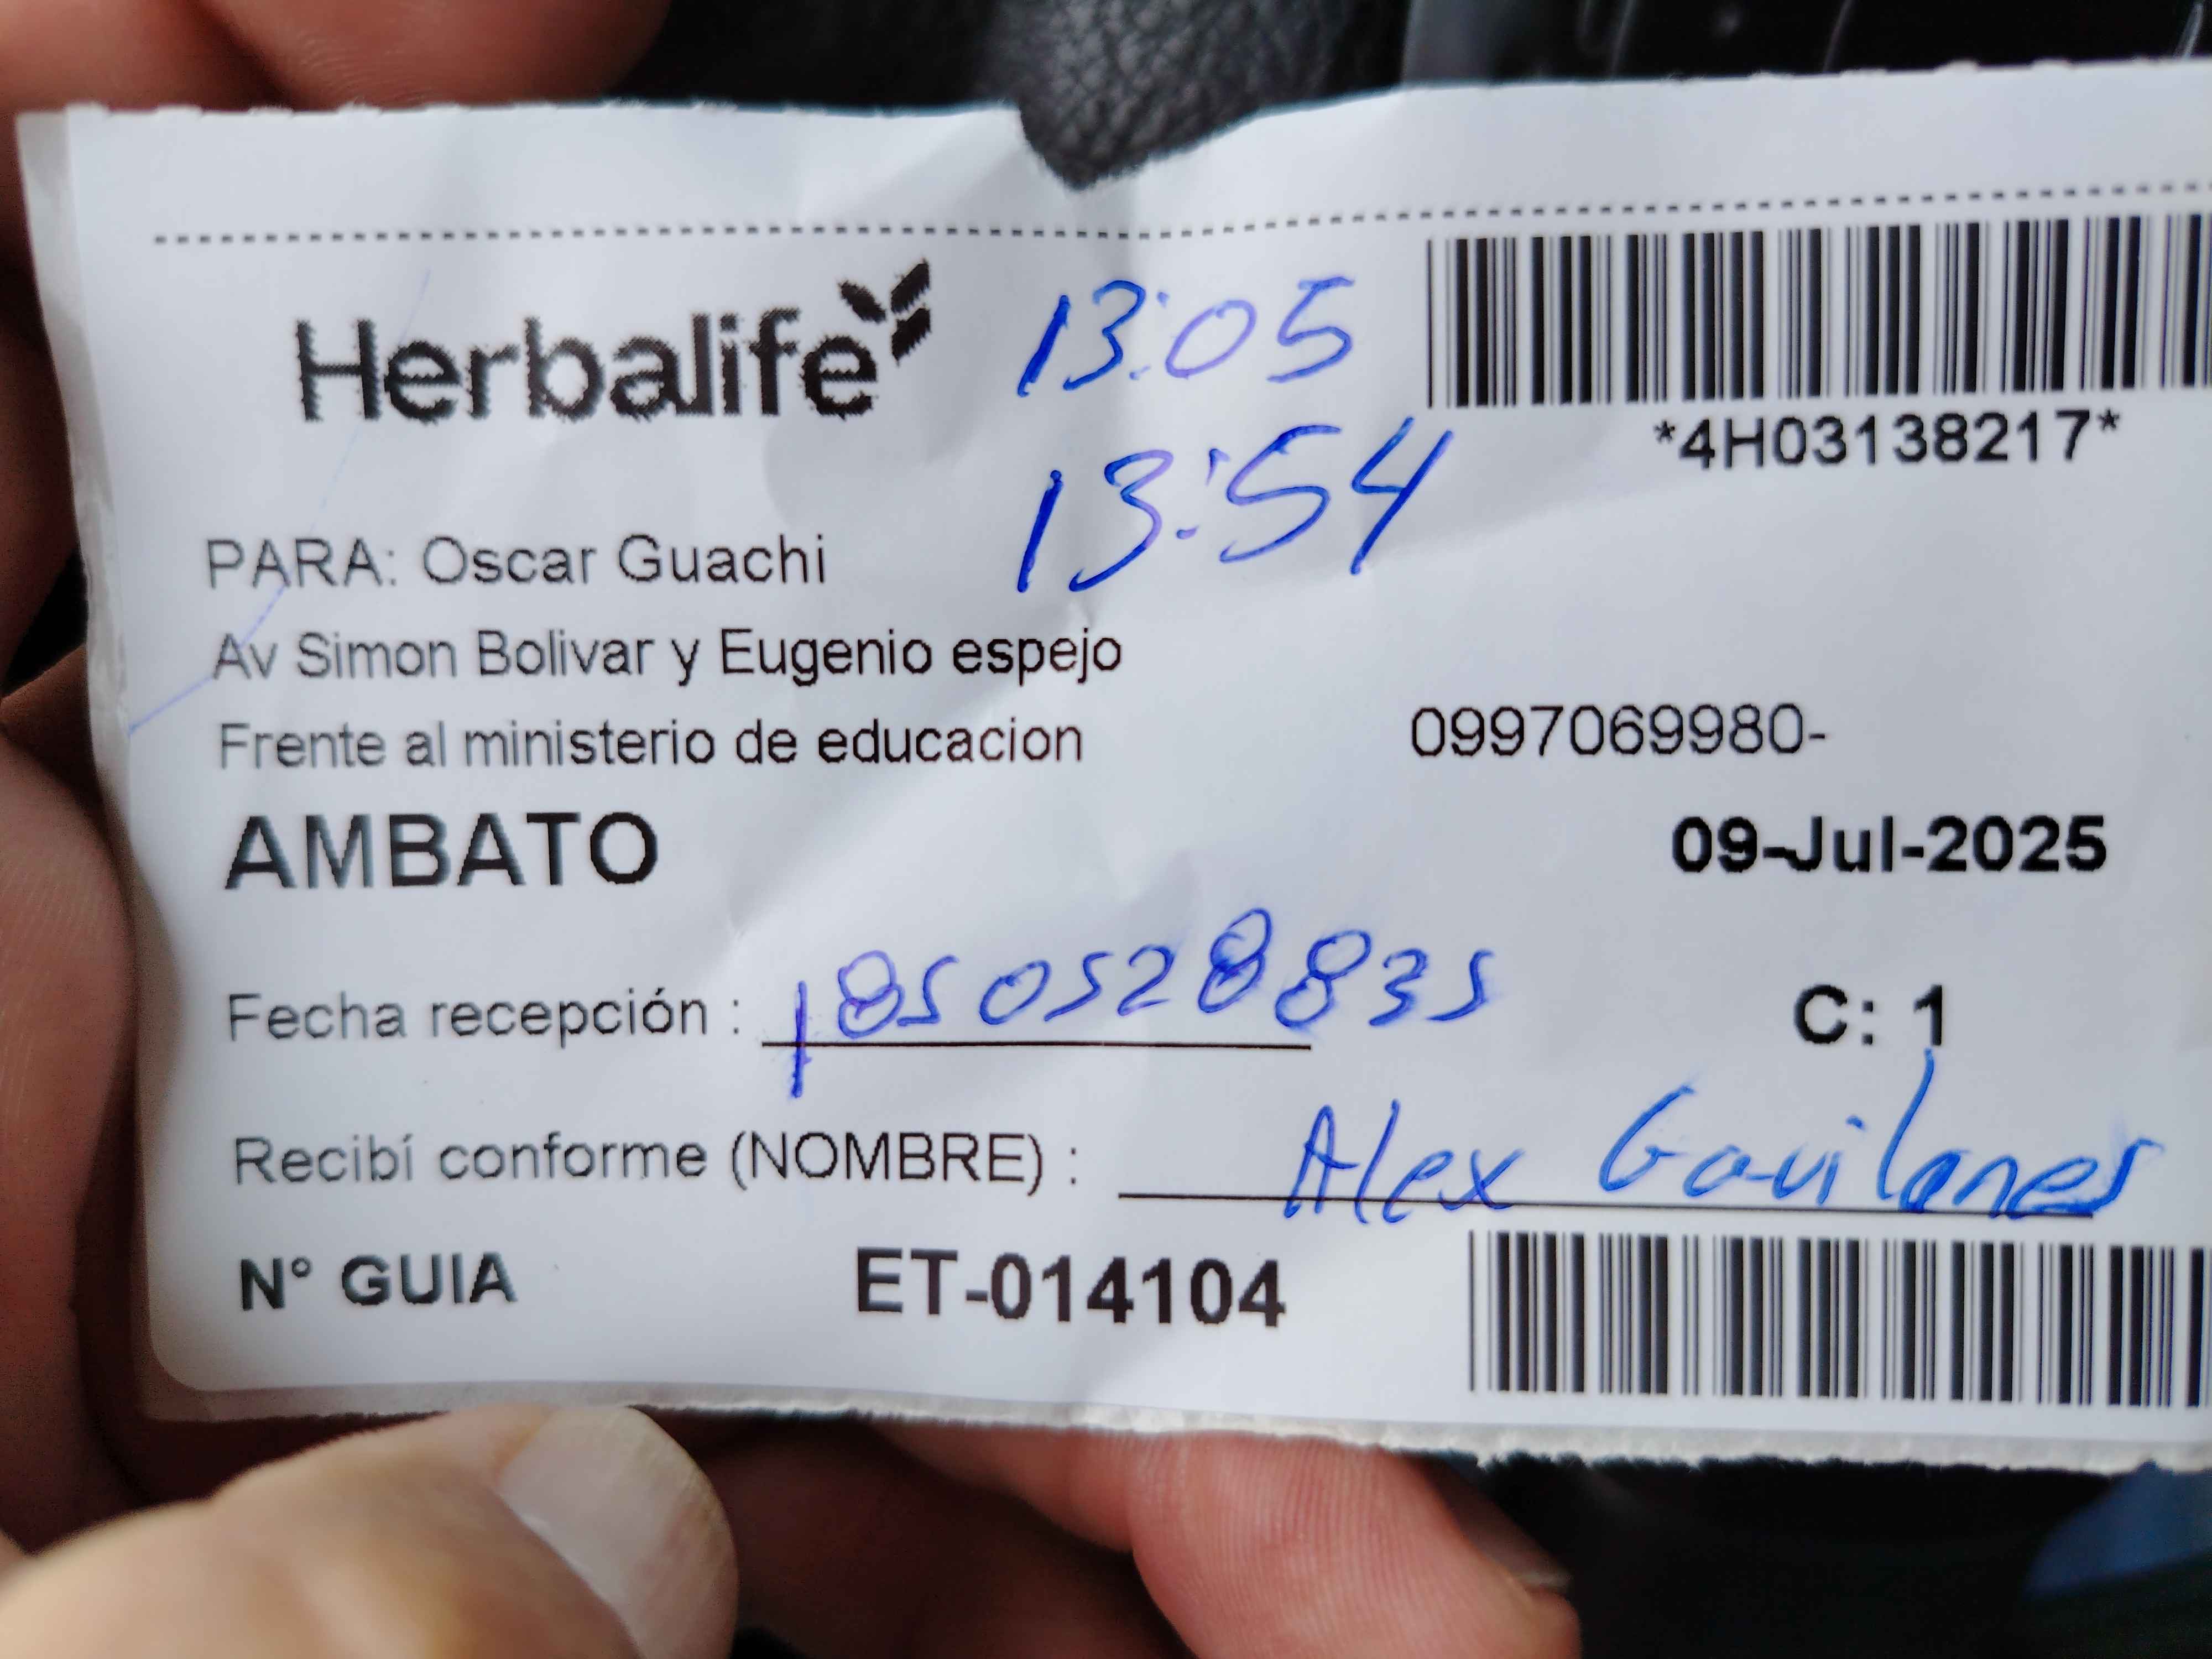 Herbalife
13:05
*4H03138217*
13:54
PARA: Oscar Guachi
Av Simon Bolivar y Eugenio espejo
Frente al ministerio de educacion 0997069980-
AMBATO 09-Jul-2025
Fecha recepción : 1850528835 C: 1
Recibí conforme (NOMBRE) : Alex Gavilanes
N° GUIA ET-014104